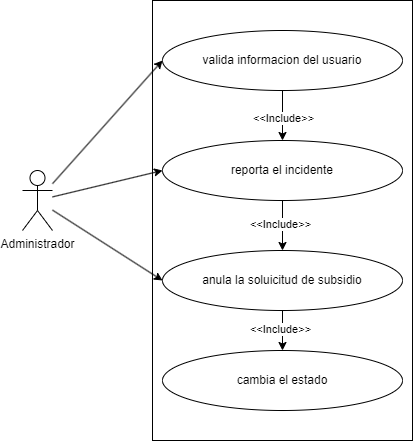 valida informacion del usuario
<<Include>>
reporta el incidente
<<Include>>
Administrador
anula la soluicitud de subsidio
<<Include>>
cambia el estado